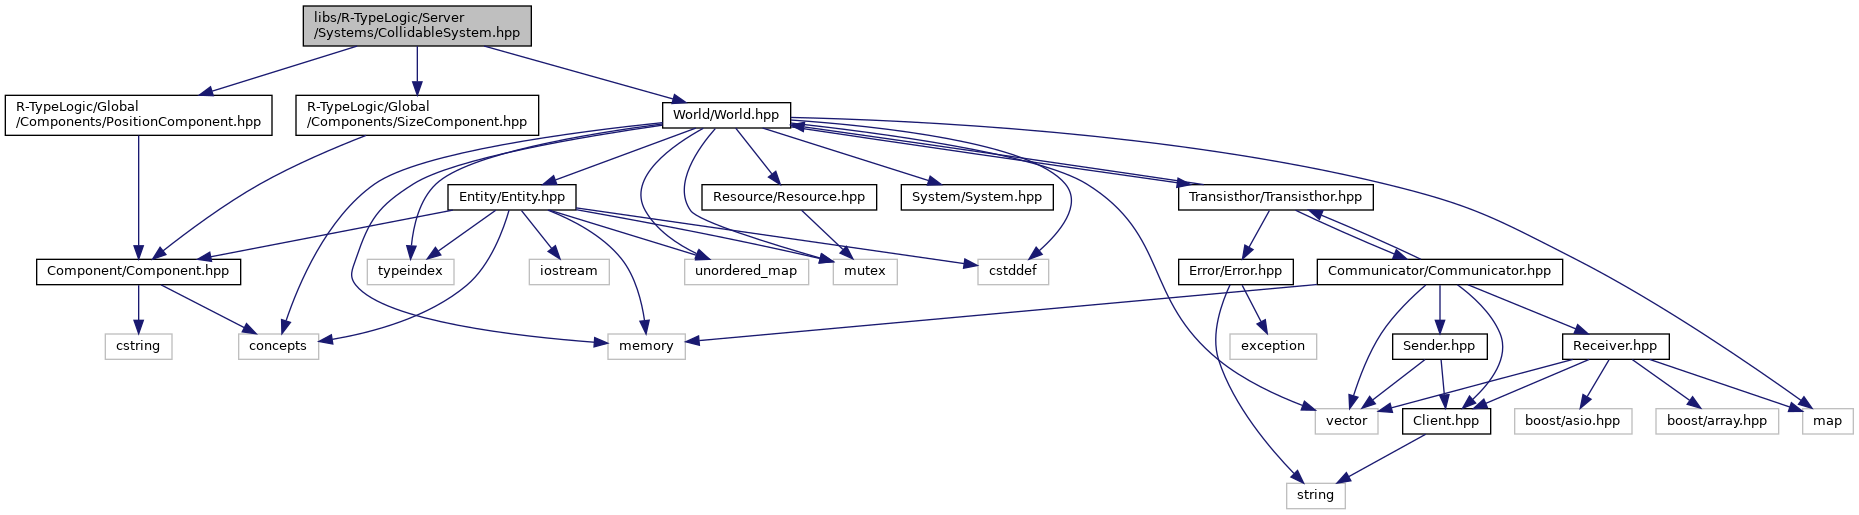 libs/R-TypeLogic/Server
/Systems/CollidableSystem.hpp
R-TypeLogic/Global
/Components/PositionComponent.hpp
R-TypeLogic/Global
/Components/SizeComponent.hpp
World/World.hpp
Entity/Entity.hpp
Resource/Resource.hpp
System/System.hpp
Transisthor/Transisthor.hpp
Component/Component.hpp
typeindex
iostream
unordered_map
mutex
cstddef
Error/Error.hpp
Communicator/Communicator.hpp
cstring
concepts
memory
exception
Sender.hpp
Receiver.hpp
vector
Client.hpp
boost/asio.hpp
boost/array.hpp
map
string